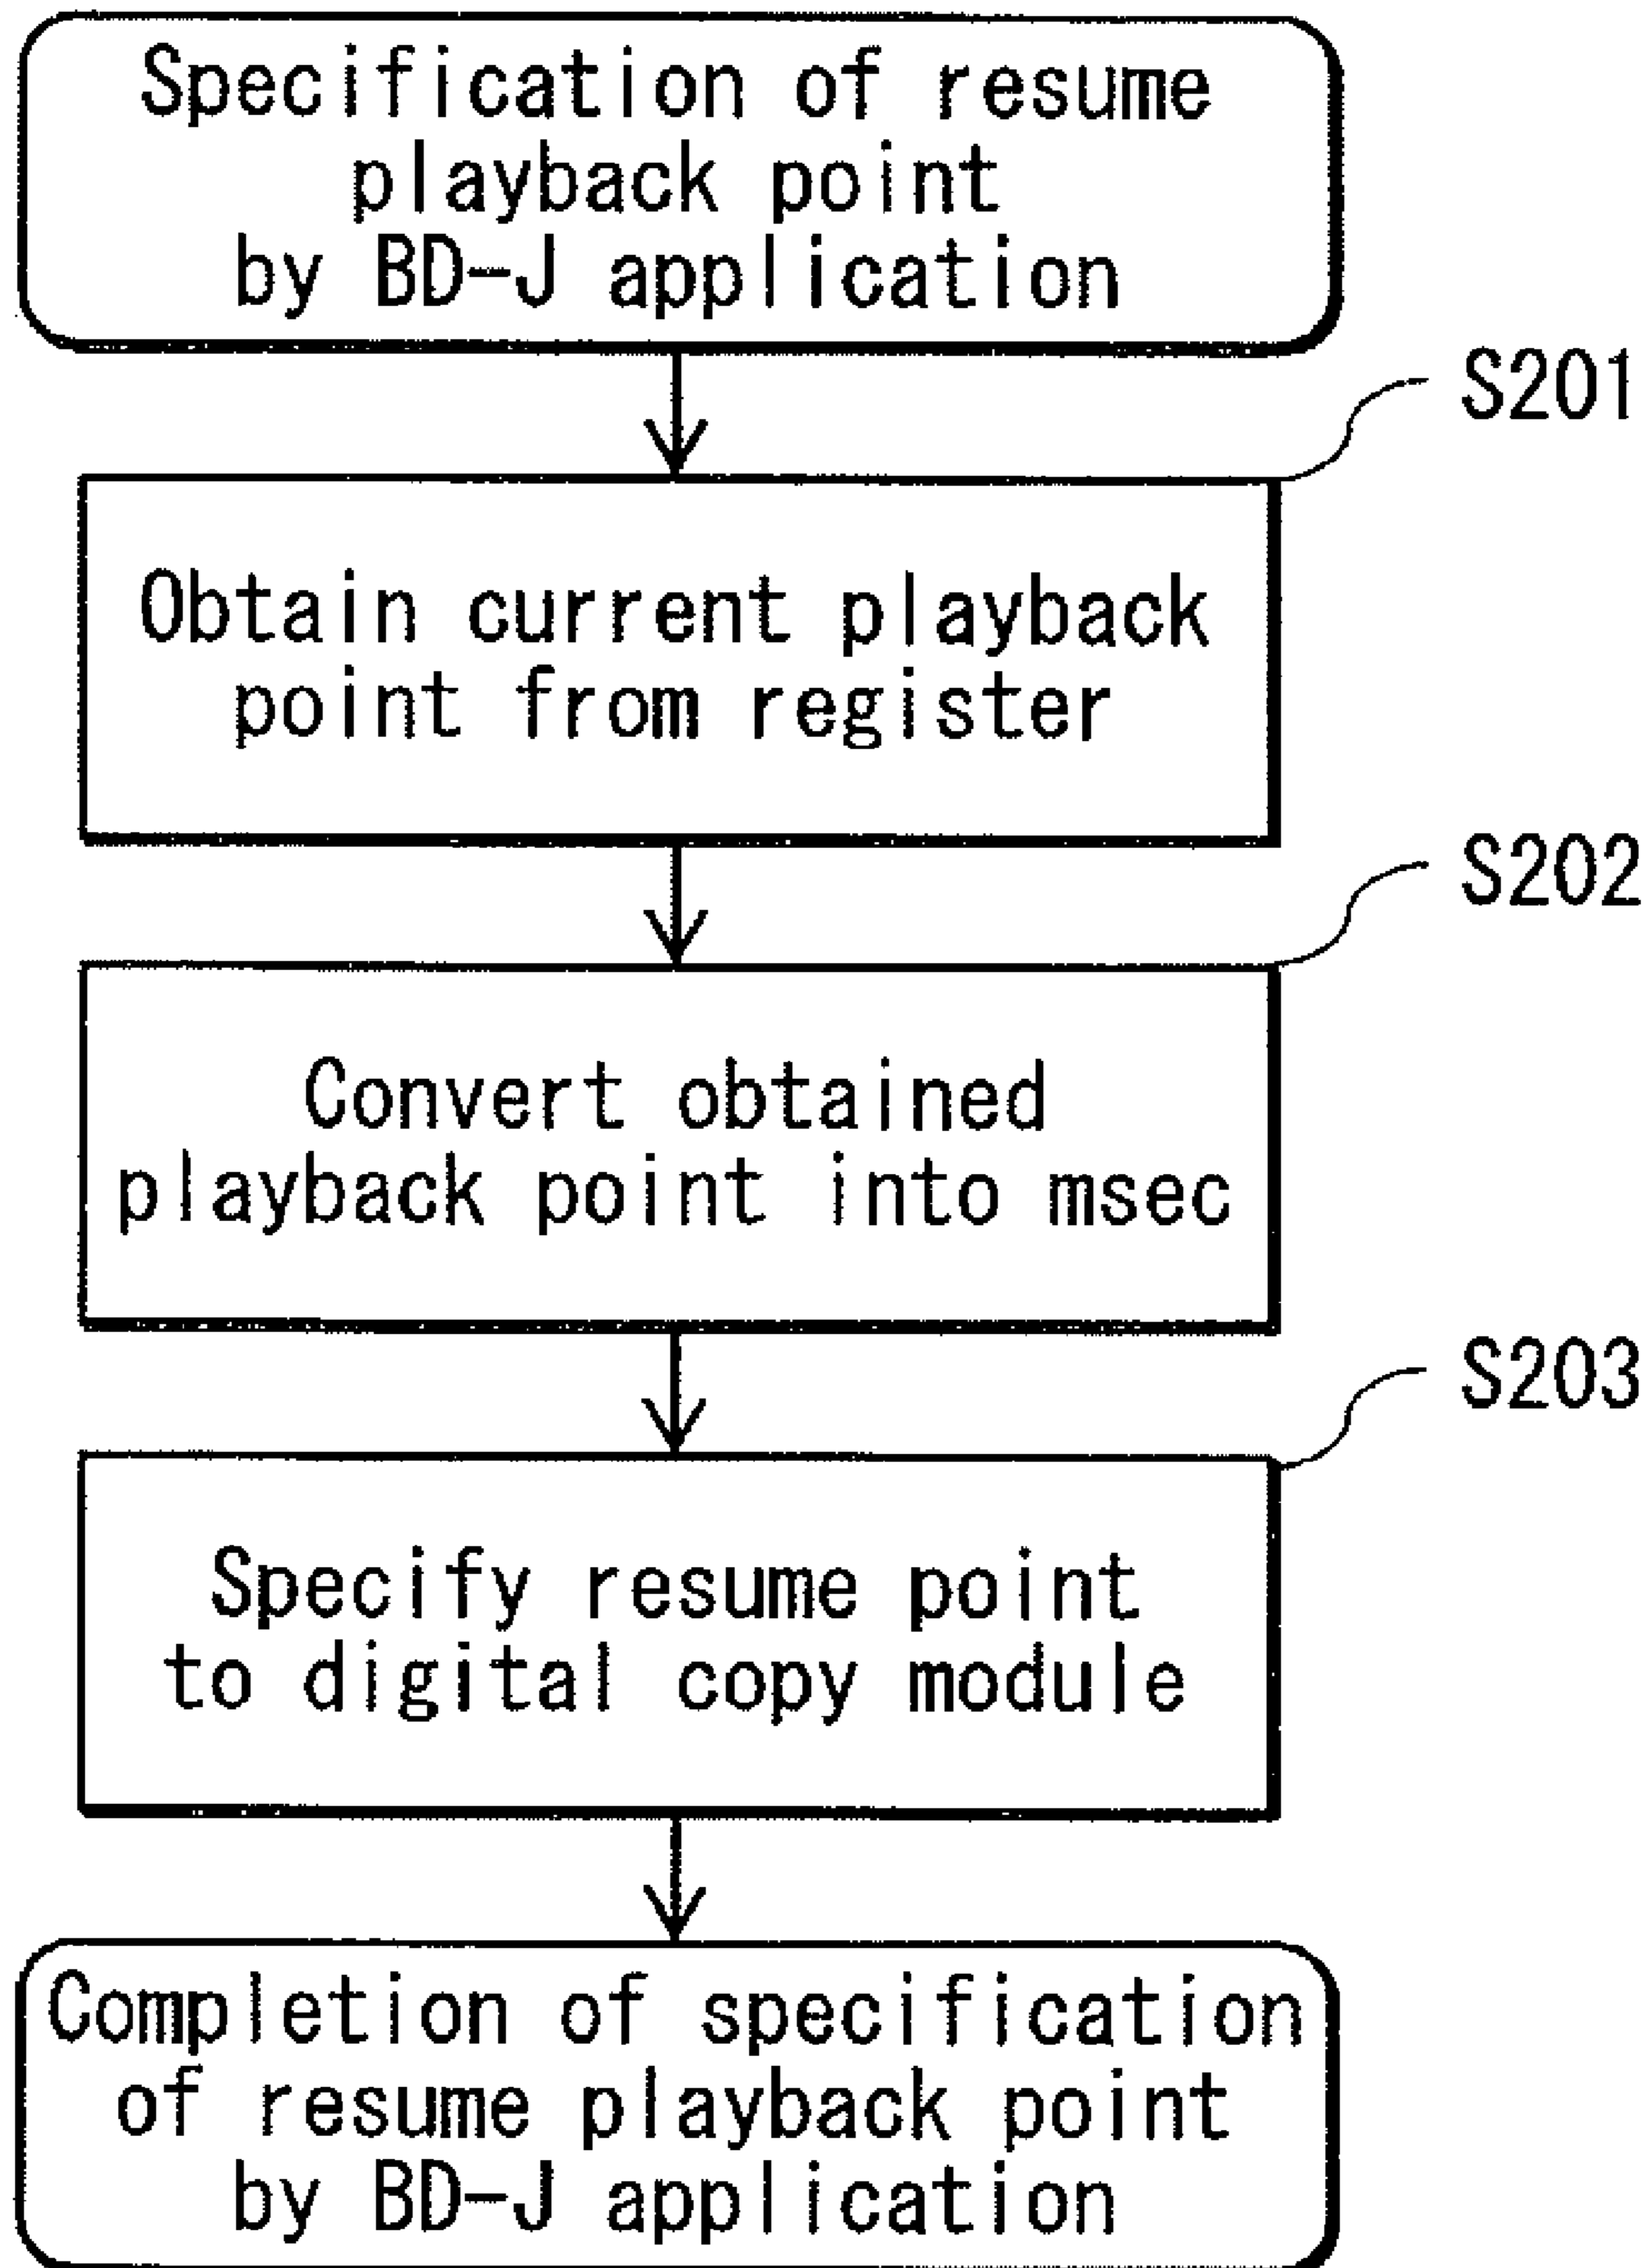 Specification of resume
playback point
by BD-J application
S201
Obtain current playback
point from register
S202
Convert obtained
playback point into msec
S203
Specify resume point
to digital copy module
Completion of specification
of resume playback point
by BD-J application